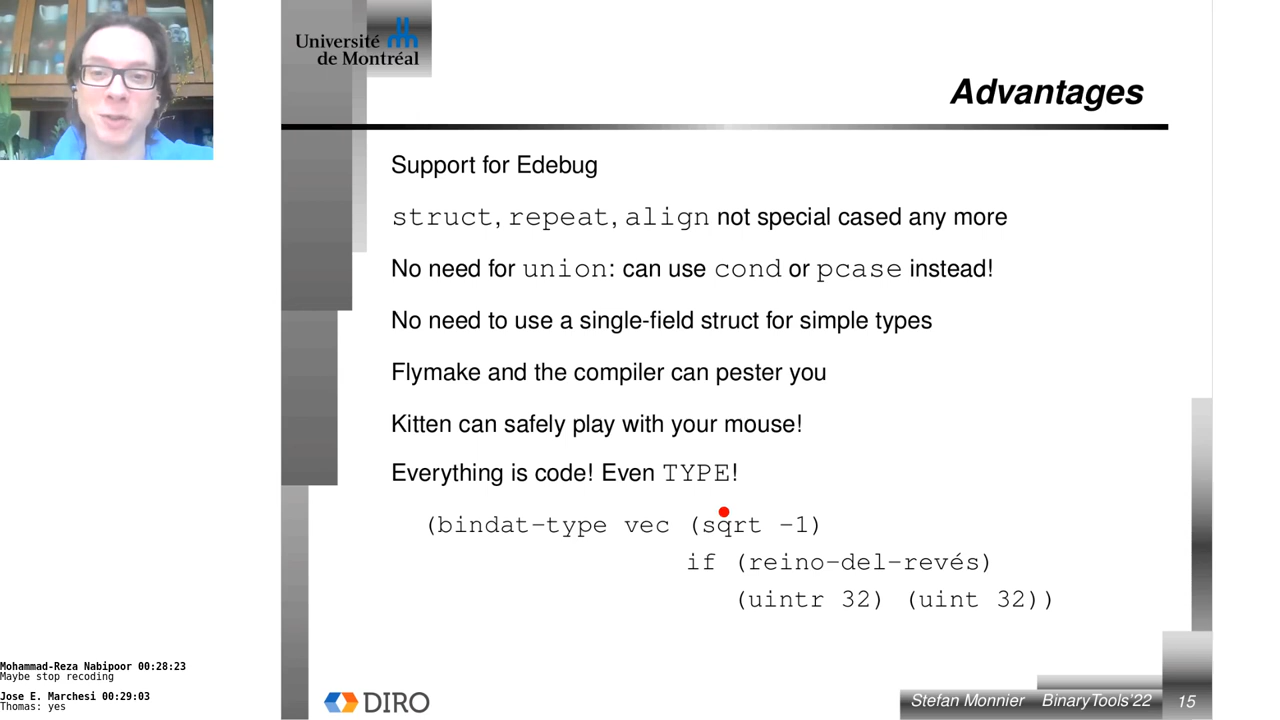 Université
de Montréal
Advantages
Support for Edebug
struct, repeat, align not special cased any more
No need for union: can use cond or pcase instead!
No need to use a single-field struct for simple types
Flymake and the compiler can pester you
Kitten can safely play with your mouse!
Everything is code! Even TYPE!
(bindat-type vec (sqrt -1)
if (reino-del-revés)
(uintr 32) (uint 32))
Mohammad-Reza Nabipoor 00:28:23
Maybe stop recoding
Jose E. Marchesi 00:29:03
Thomas: yes
DIRO
Stefan Monnier BinaryTools'22 15